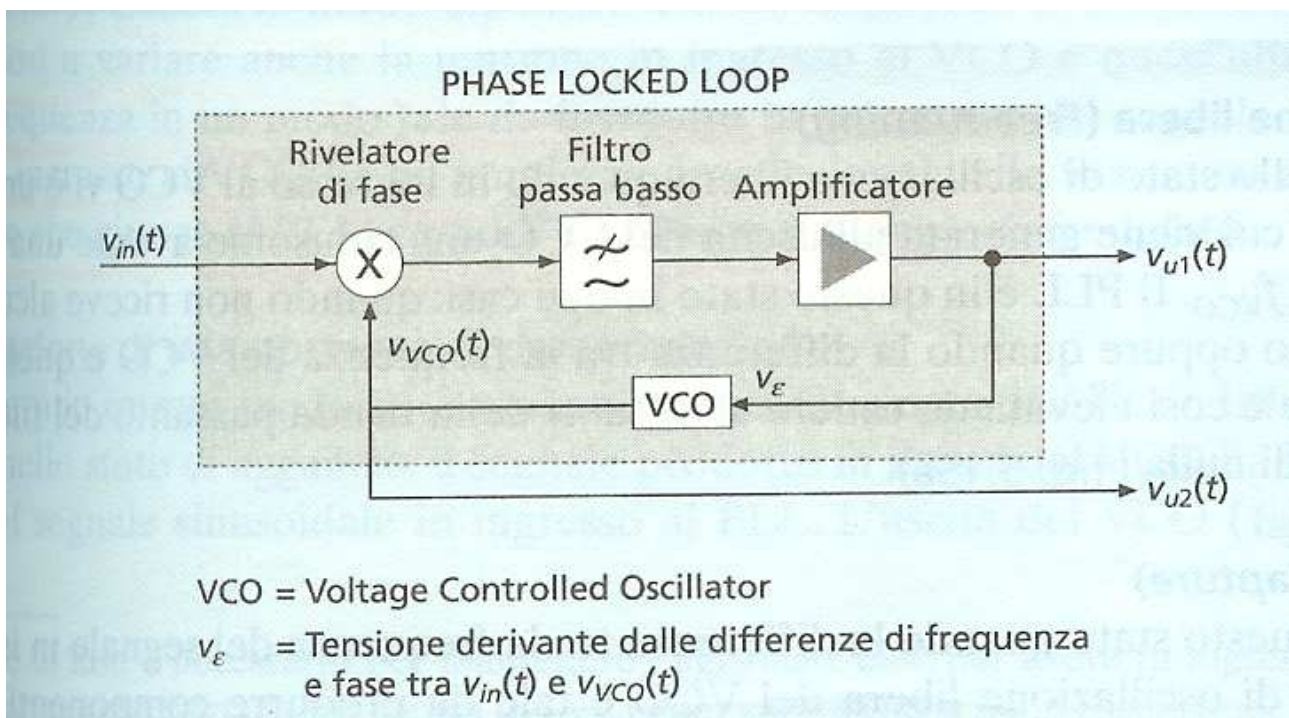 PHASE LOCKED LOOP
Rivelatore
di fase
Filtro
passa basso
Amplificatore
v_in(t)
X
v_u1(t)
v_VCO(t)
VCO
v_ε
v_u2(t)
VCO = Voltage Controlled Oscillator
v_ε = Tensione derivante dalle differenze di frequenza
e fase tra v_in(t) e v_VCO(t)